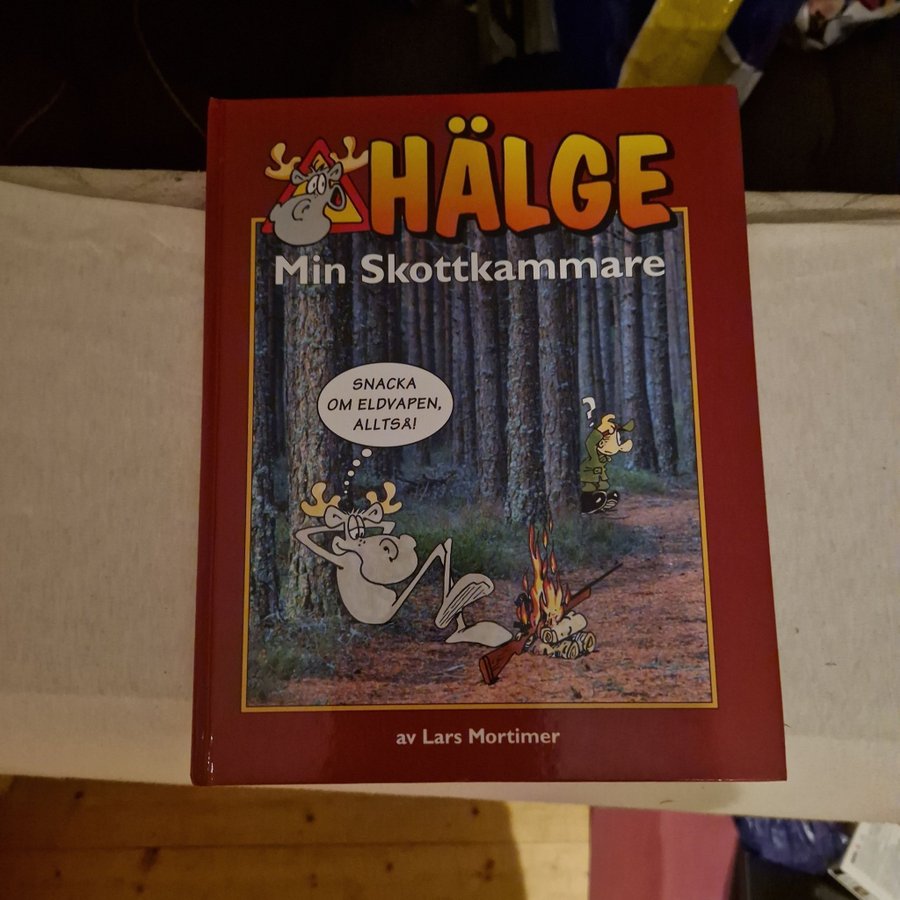 HÄLGE
Min Skottkammare
SNACKA
OM ELDVAPEN,
ALLTSÅ!
?
av Lars Mortimer